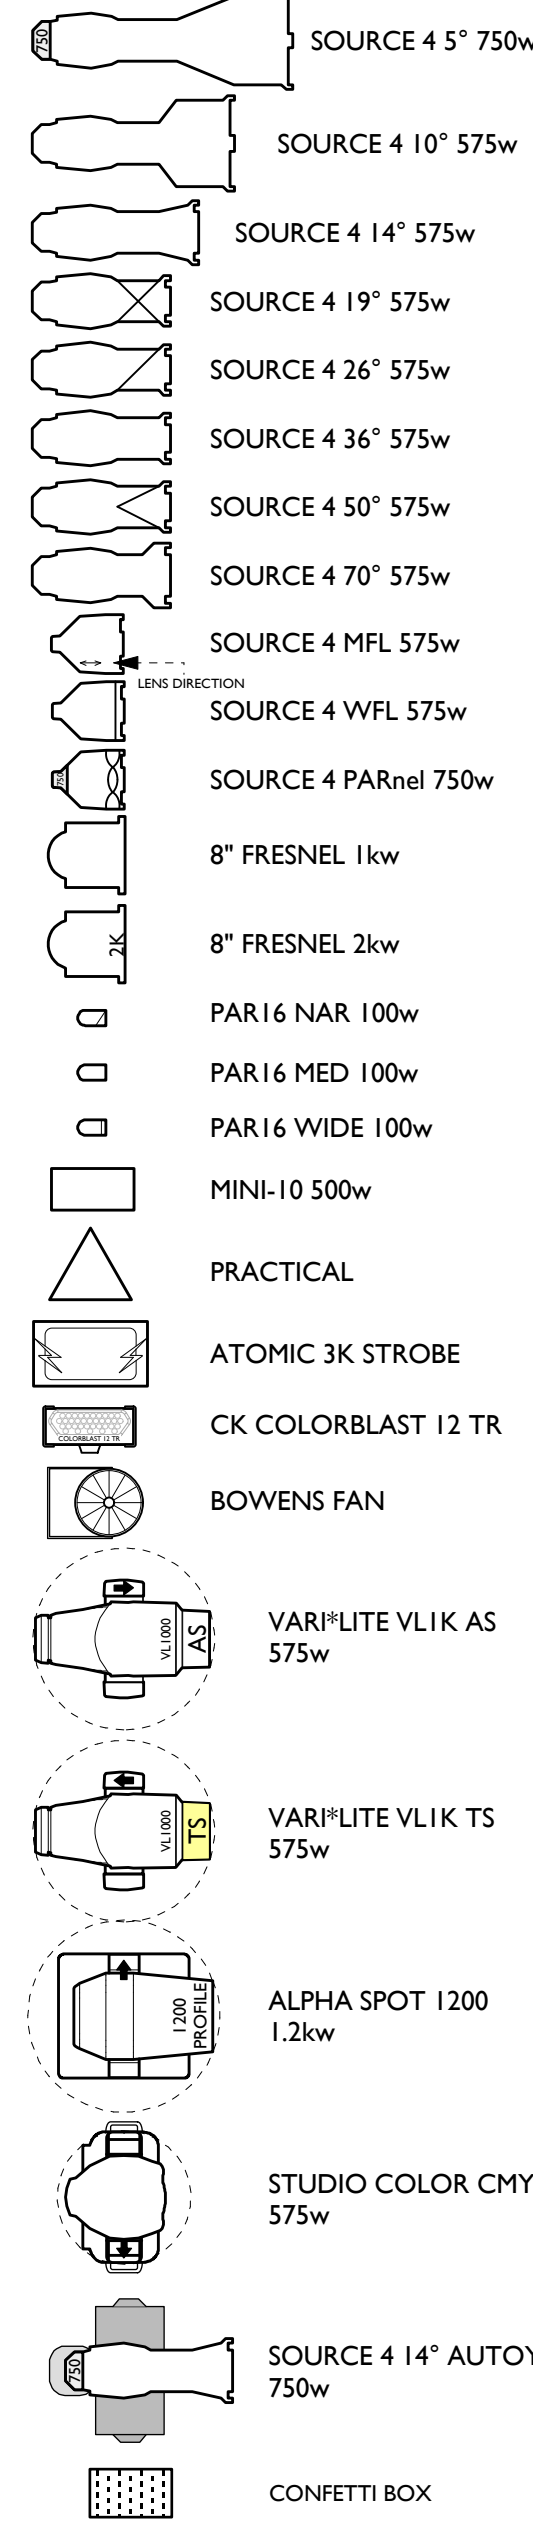 750
SOURCE 4 5° 750w
SOURCE 4 10° 575w
SOURCE 4 14° 575w
SOURCE 4 19° 575w
SOURCE 4 26° 575w
SOURCE 4 36° 575w
SOURCE 4 50° 575w
SOURCE 4 70° 575w
SOURCE 4 MFL 575w
LENS DIRECTION
SOURCE 4 WFL 575w
750
SOURCE 4 PARnel 750w
8" FRESNEL 1kw
2K
8" FRESNEL 2kw
PAR16 NAR 100w
PAR16 MED 100w
PAR16 WIDE 100w
MINI-10 500w
PRACTICAL
ATOMIC 3K STROBE
COLORBLAST 12 TR
CK COLORBLAST 12 TR
BOWENS FAN
VL1000
AS
VARI*LITE VL1K AS
575w
VL1000
TS
VARI*LITE VL1K TS
575w
1200
PROFILE
ALPHA SPOT 1200
1.2kw
STUDIO COLOR CMY
575w
750
SOURCE 4 14° AUTOY
750w
CONFETTI BOX